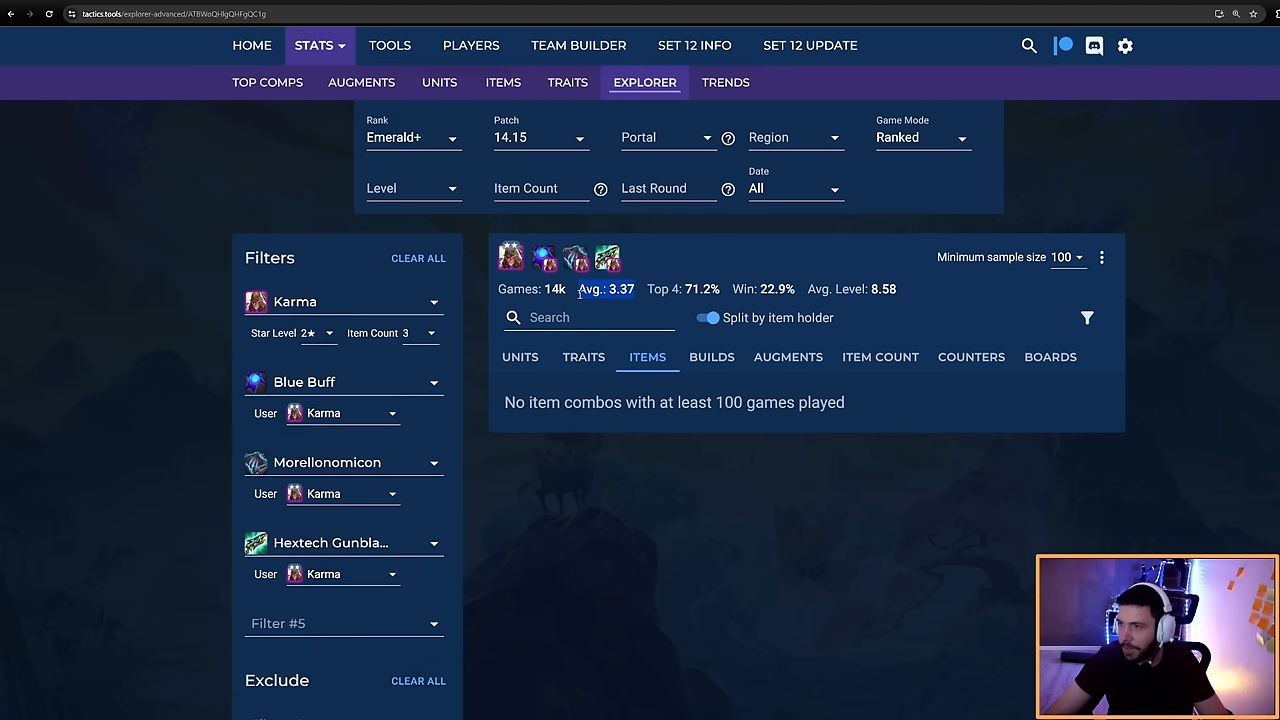 tactics.tools/explorer-advanced/ATBWoQHlgQHFgQC1g
HOME STATS TOOLS PLAYERS TEAM BUILDER SET 12 INFO SET 12 UPDATE
TOP COMPS AUGMENTS UNITS ITEMS TRAITS EXPLORER TRENDS
Rank Patch Game Mode
Emerald+ 14.15 Portal Region Ranked
Date
Level Item Count Last Round All
Filters CLEAR ALL
Karma
Star Level 2★ Item Count 3
Blue Buff
User Karma
Morellonomicon
User Karma
Hextech Gunbla...
User Karma
Filter #5
Exclude CLEAR ALL
Minimum sample size 100
Games: 14k Avg.: 3.37 Top 4: 71.2% Win: 22.9% Avg. Level: 8.58
Search Split by item holder
UNITS TRAITS ITEMS BUILDS AUGMENTS ITEM COUNT COUNTERS BOARDS
No item combos with at least 100 games played